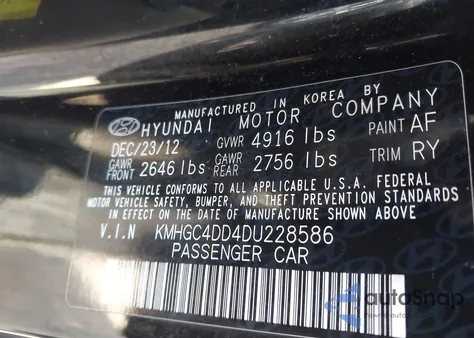 MANUFACTURED IN KOREA BY
HYUNDAI MOTOR COMPANY
DEC/23/12 GVWR 4916 lbs PAINT AF
GAWR FRONT 2646 lbs GAWR REAR 2756 lbs TRIM RY
THIS VEHICLE CONFORMS TO ALL APPLICABLE U.S.A. FEDERAL
MOTOR VEHICLE SAFETY, BUMPER, AND THEFT PREVENTION STANDARDS
IN EFFECT ON THE DATE OF MANUFACTURE SHOWN ABOVE
V.I.N KMHGC4DD4DU228586
PASSENGER CAR
autoSnap
Powered by